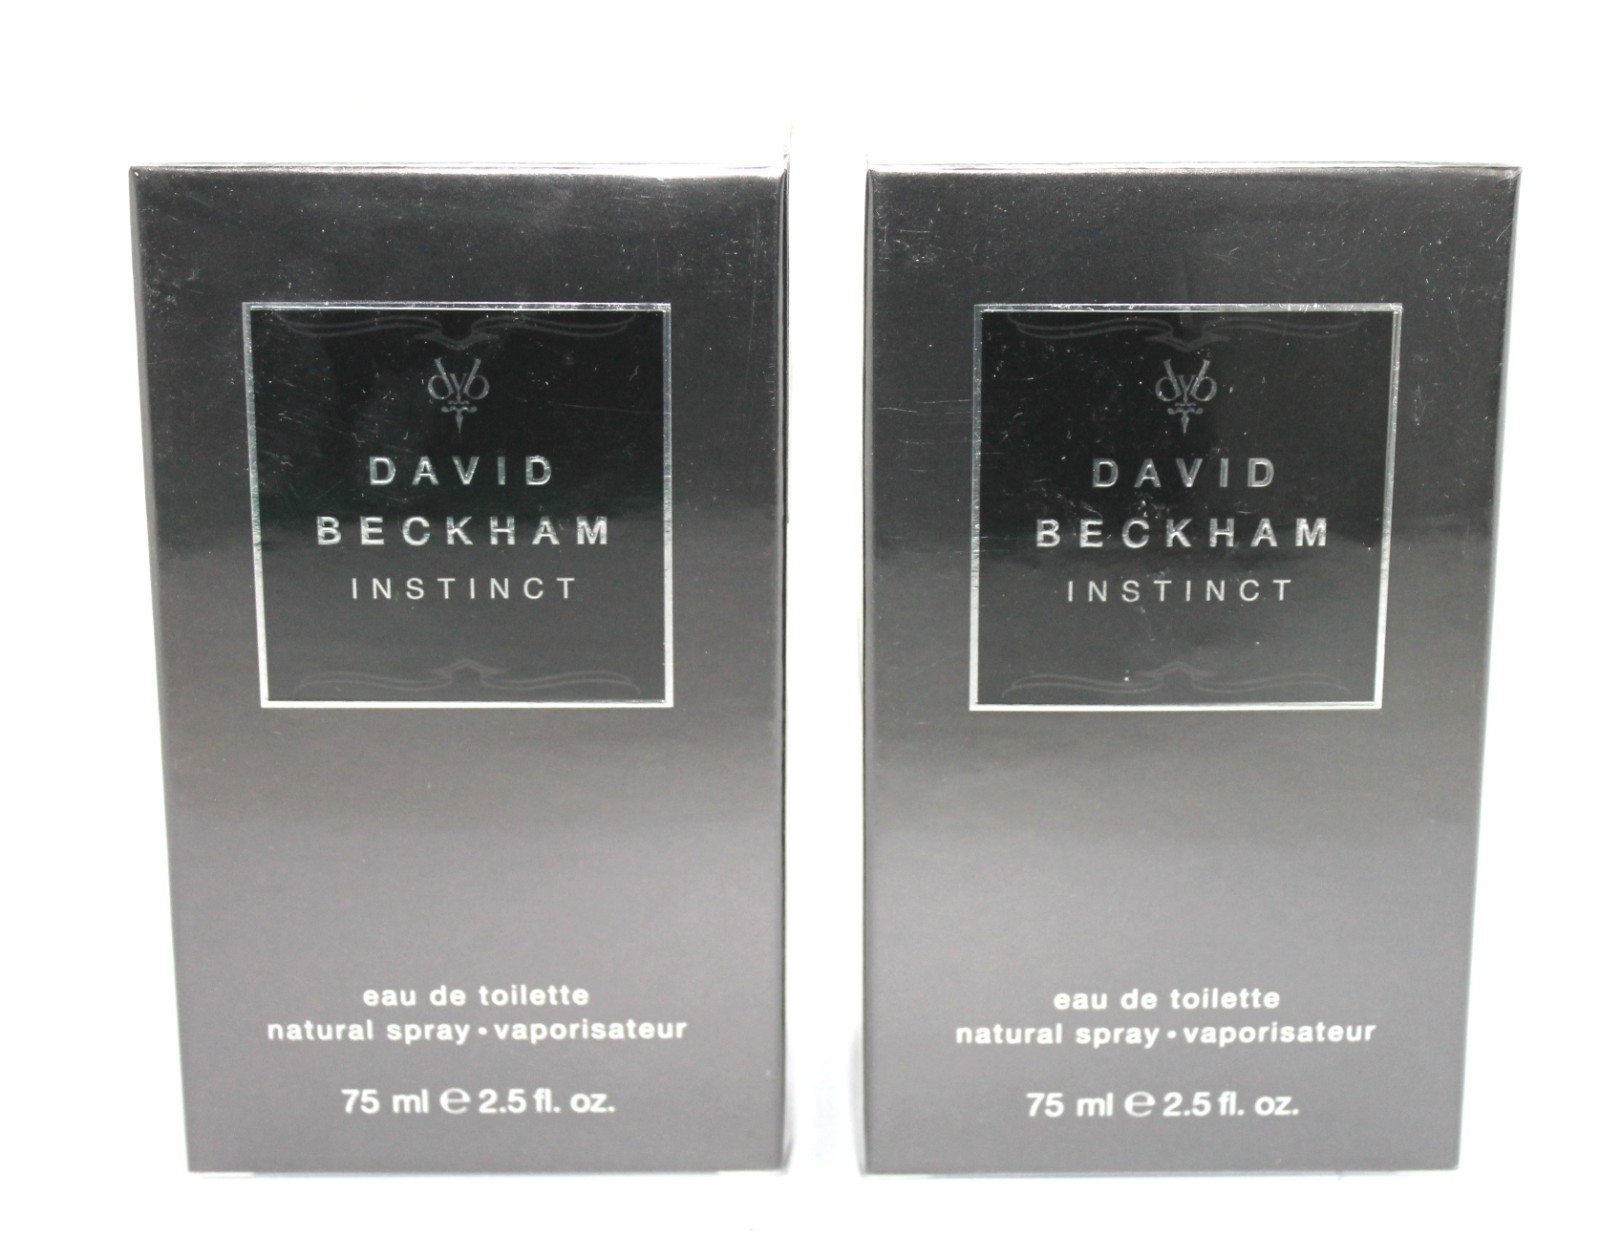 dvb
DAVID
BECKHAM
INSTINCT
eau de toilette
natural spray • vaporisateur
75 ml ℮ 2.5 fl. oz.
dvb
DAVID
BECKHAM
INSTINCT
eau de toilette
natural spray • vaporisateur
75 ml ℮ 2.5 fl. oz.